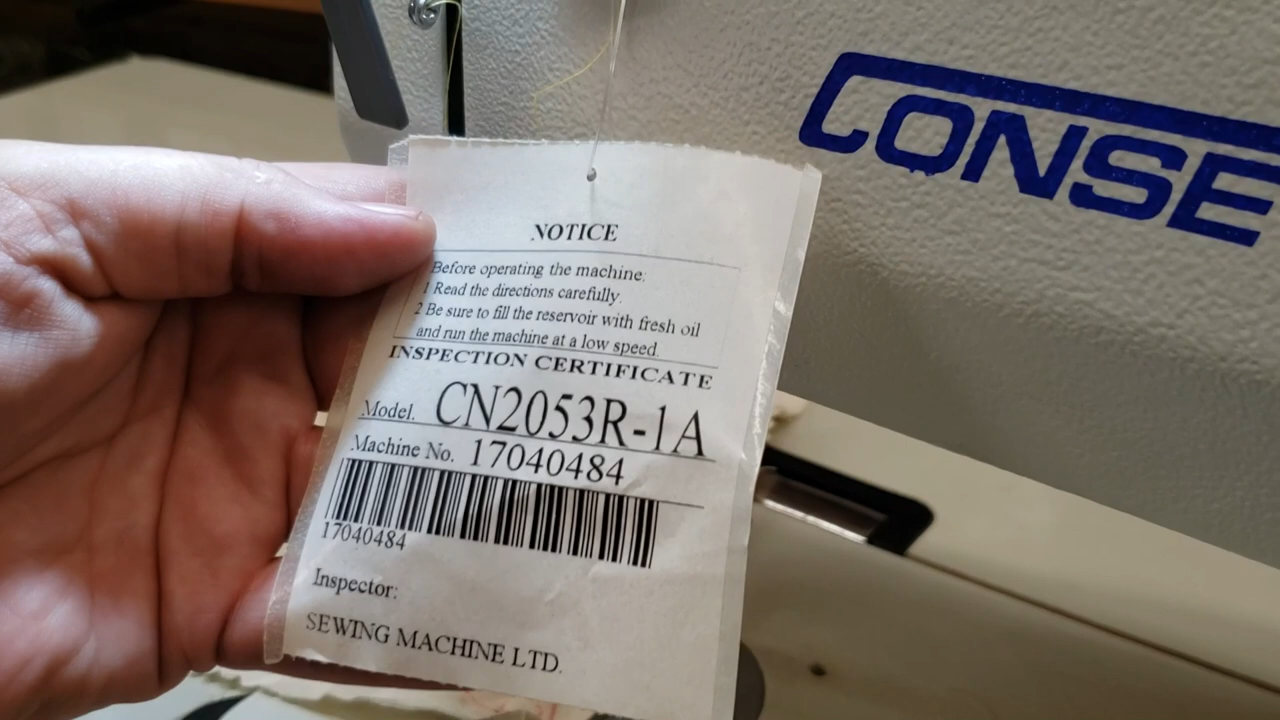 CONSE
NOTICE
Before operating the machine:
1 Read the directions carefully.
2 Be sure to fill the reservoir with fresh oil
and run the machine at a low speed.
INSPECTION CERTIFICATE
Model. CN2053R-1A
Machine No. 17040484
17040484
Inspector:
SEWING MACHINE LTD.